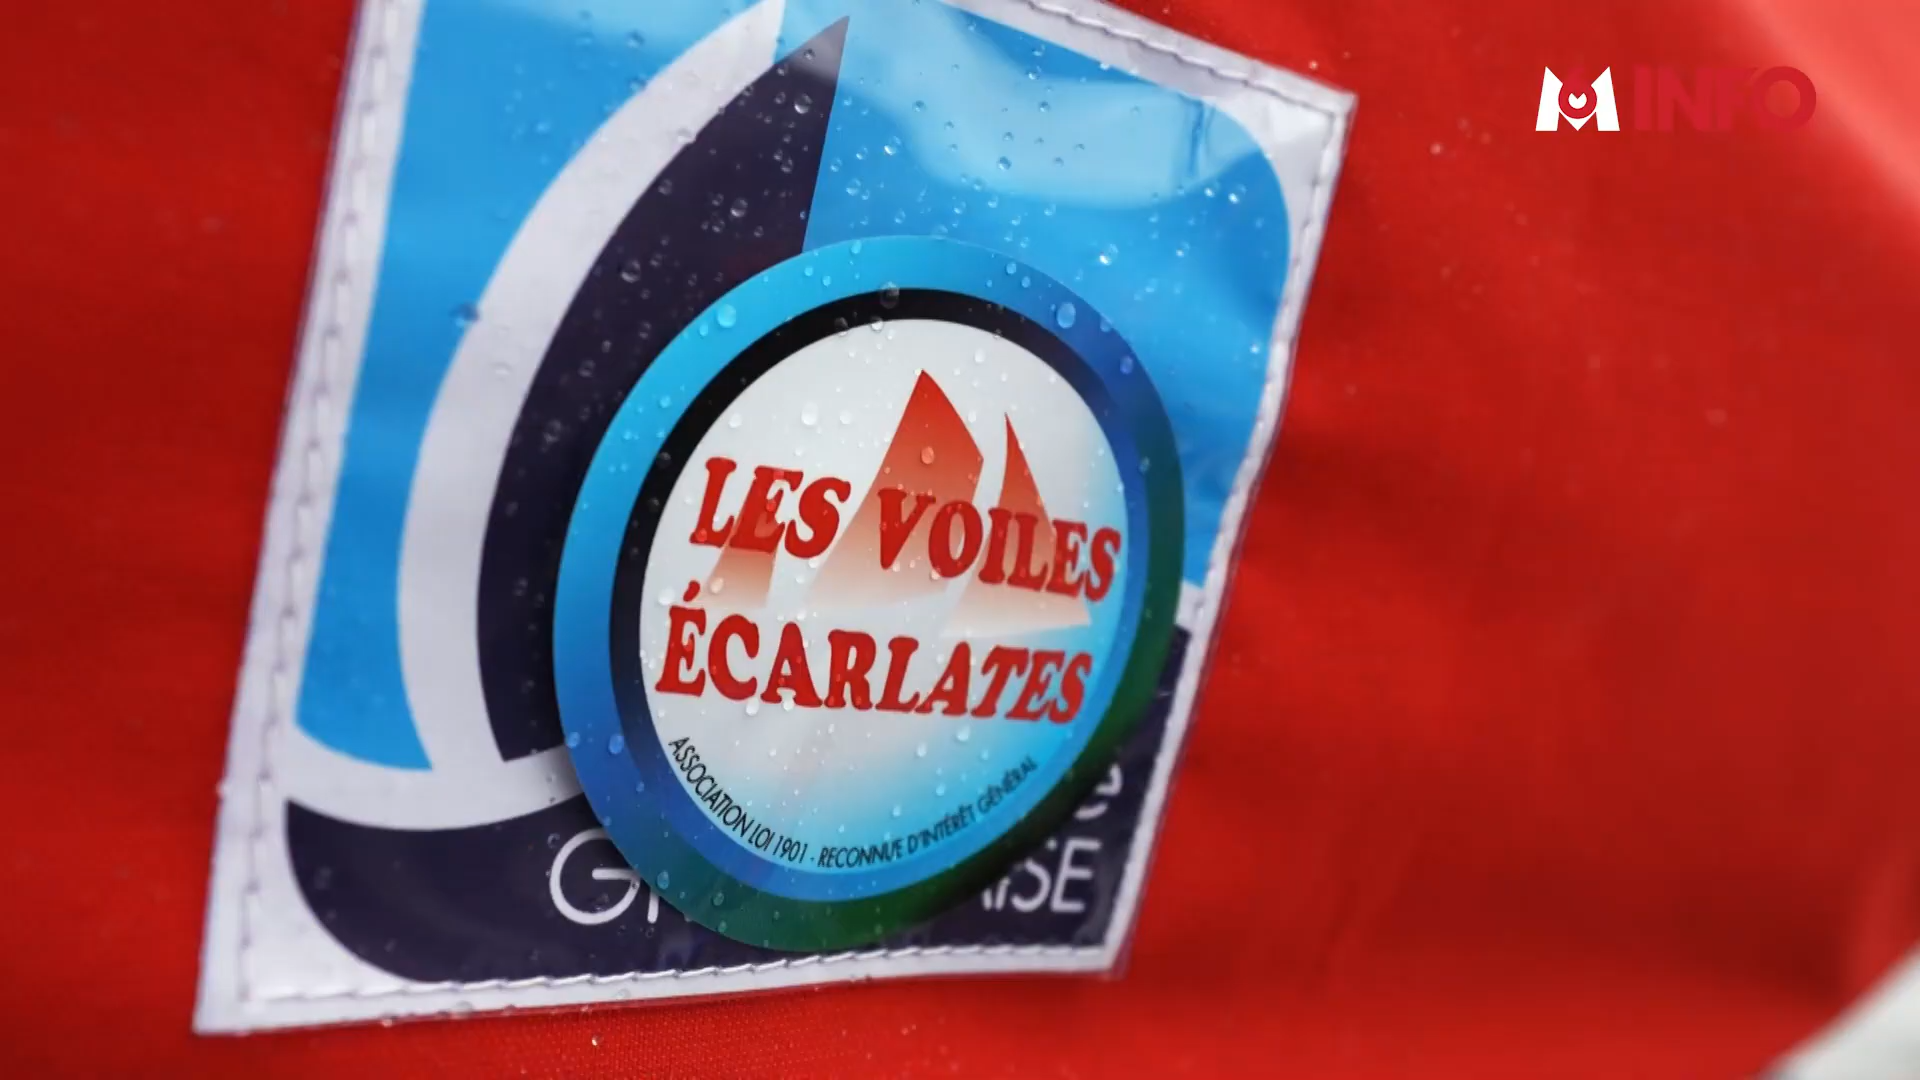 M INFO
LES VOILES
ÉCARLATES
ASSOCIATION LOI 1901 - RECONNUE D'INTÉRÊT GÉNÉRAL